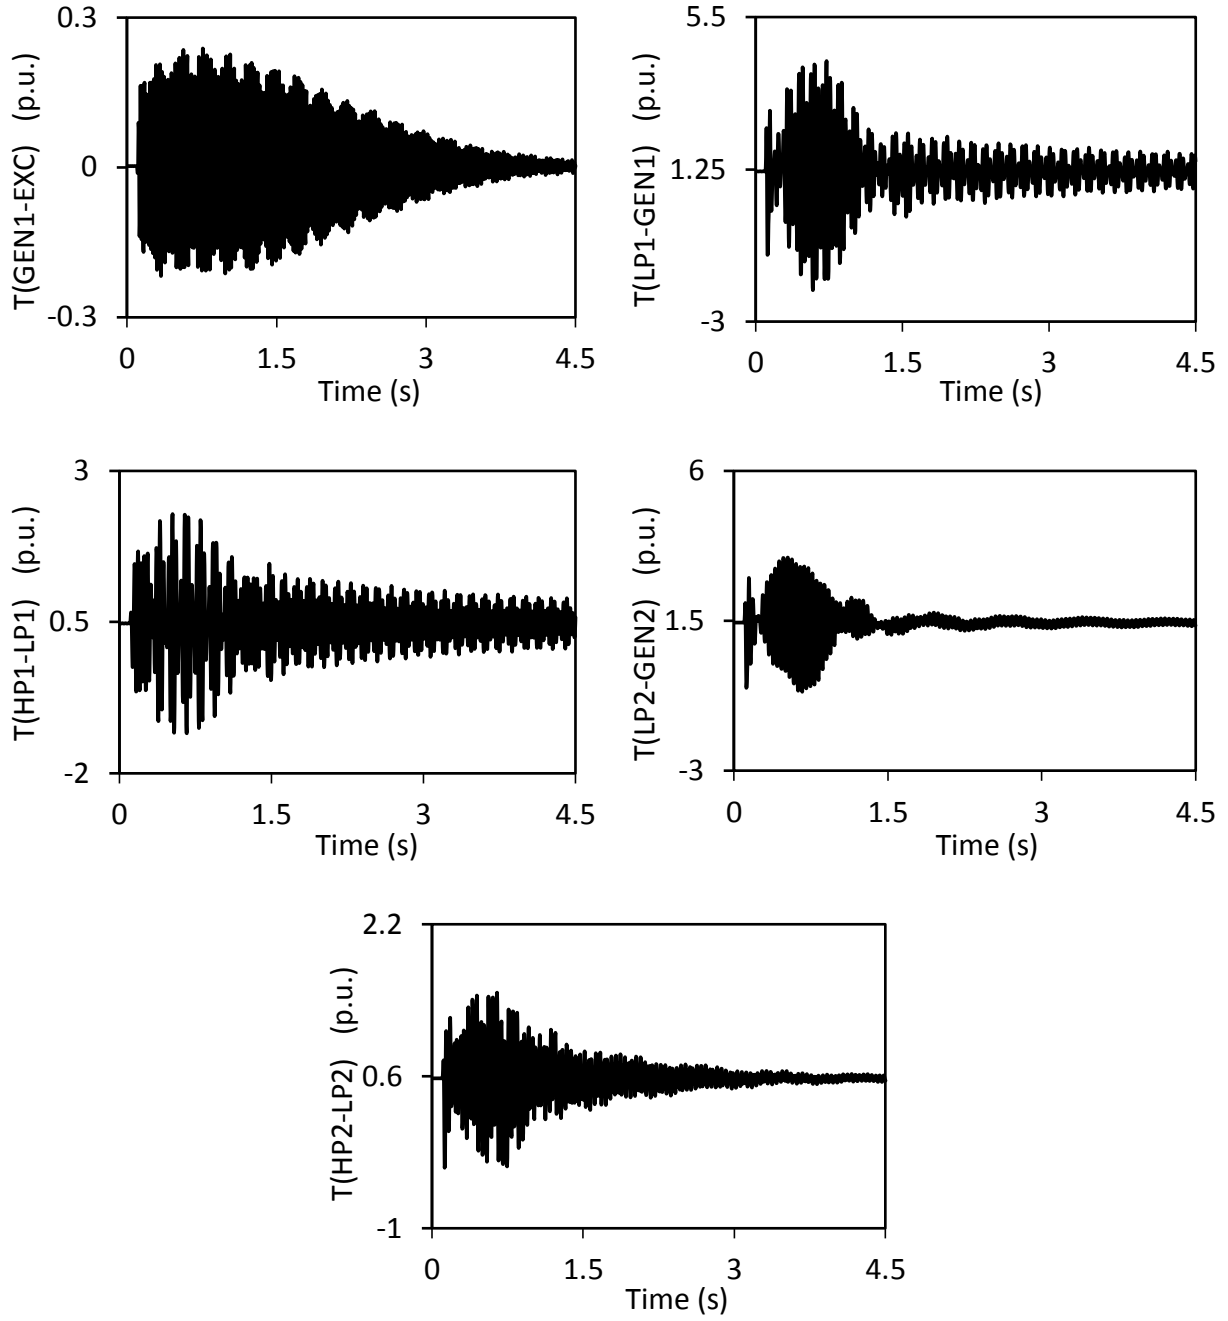 T(GEN1-EXC) (p.u.)
0.3
0
-0.3
0 1.5 3 4.5
Time (s)
T(LP1-GEN1) (p.u.)
5.5
1.25
-3
0 1.5 3 4.5
Time (s)
T(HP1-LP1) (p.u.)
3
0.5
-2
0 1.5 3 4.5
Time (s)
T(LP2-GEN2) (p.u.)
6
1.5
-3
0 1.5 3 4.5
Time (s)
T(HP2-LP2) (p.u.)
2.2
0.6
-1
0 1.5 3 4.5
Time (s)